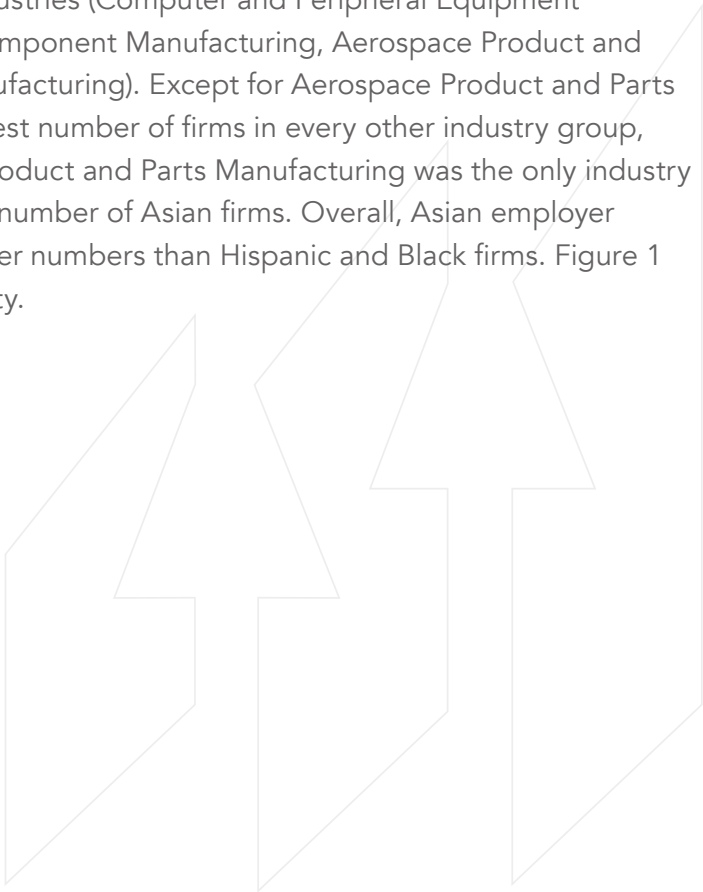 ustries (Computer and Peripheral Equipment
mponent Manufacturing, Aerospace Product and
ufacturing). Except for Aerospace Product and Parts
est number of firms in every other industry group,
oduct and Parts Manufacturing was the only industry
number of Asian firms. Overall, Asian employer
er numbers than Hispanic and Black firms. Figure 1
ty.